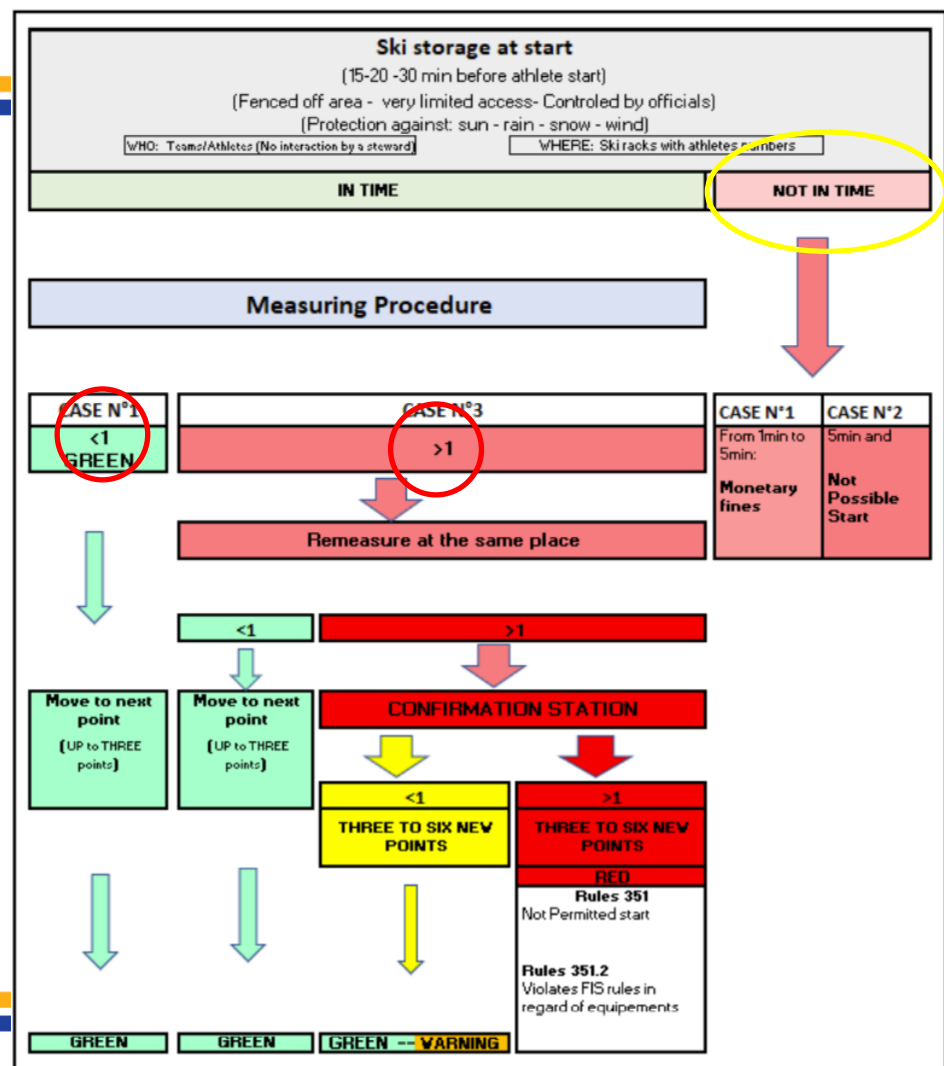 Ski storage at start
(15-20 -30 min before athlete start)
(Fenced off area - very limited access- Controled by officials)
(Protection against: sun - rain - snow - wind)
WHO: Teams/Athletes (No interaction by a steward)
WHERE: Ski racks with athletes numbers
IN TIME
NOT IN TIME
Measuring Procedure
CASE N°1
<1
GREEN
CASE N°3
>1
Remeasure at the same place
CASE N°1
From 1min to
5min:
Monetary
fines
CASE N°2
5min and
Not
Possible
Start
<1
>1
Move to next
point
(UP to THREE
points)
Move to next
point
(UP to THREE
points)
CONFIRMATION STATION
<1
THREE TO SIX NEW
POINTS
>1
THREE TO SIX NEW
POINTS
RED
Rules 351
Not Permitted start
Rules 351.2
Violates FIS rules in
regard of equipements
GREEN
GREEN
GREEN -- WARNING